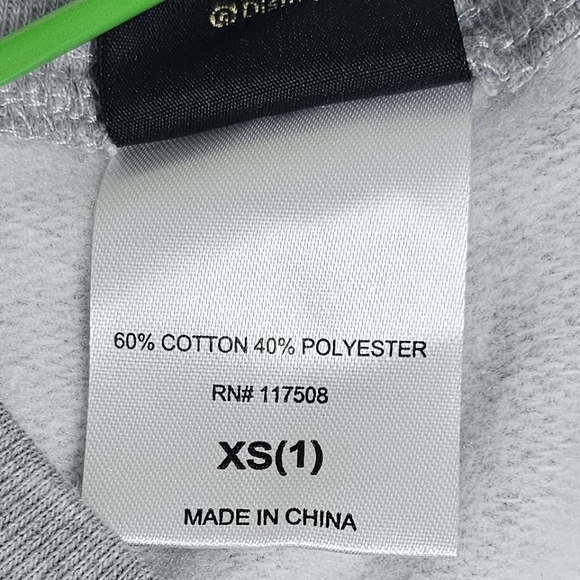 60% COTTON 40% POLYESTER
RN# 117508
XS(1)
MADE IN CHINA